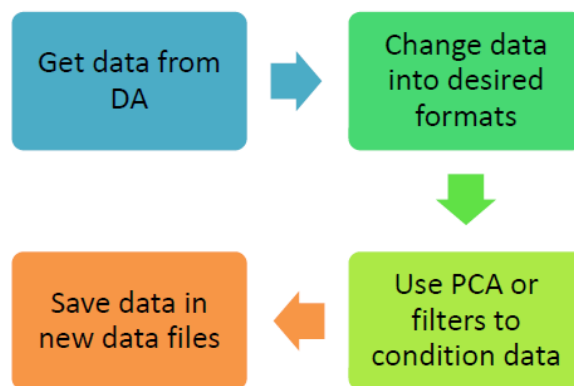 Get data from
DA
Change data
into desired
formats
Use PCA or
filters to
condition data
Save data in
new data files